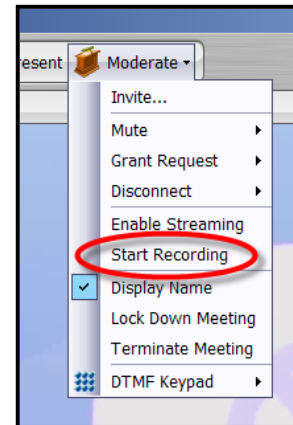 esent Moderate
Invite...
Mute
Grant Request
Disconnect
Enable Streaming
Start Recording
Display Name
Lock Down Meeting
Terminate Meeting
DTMF Keypad